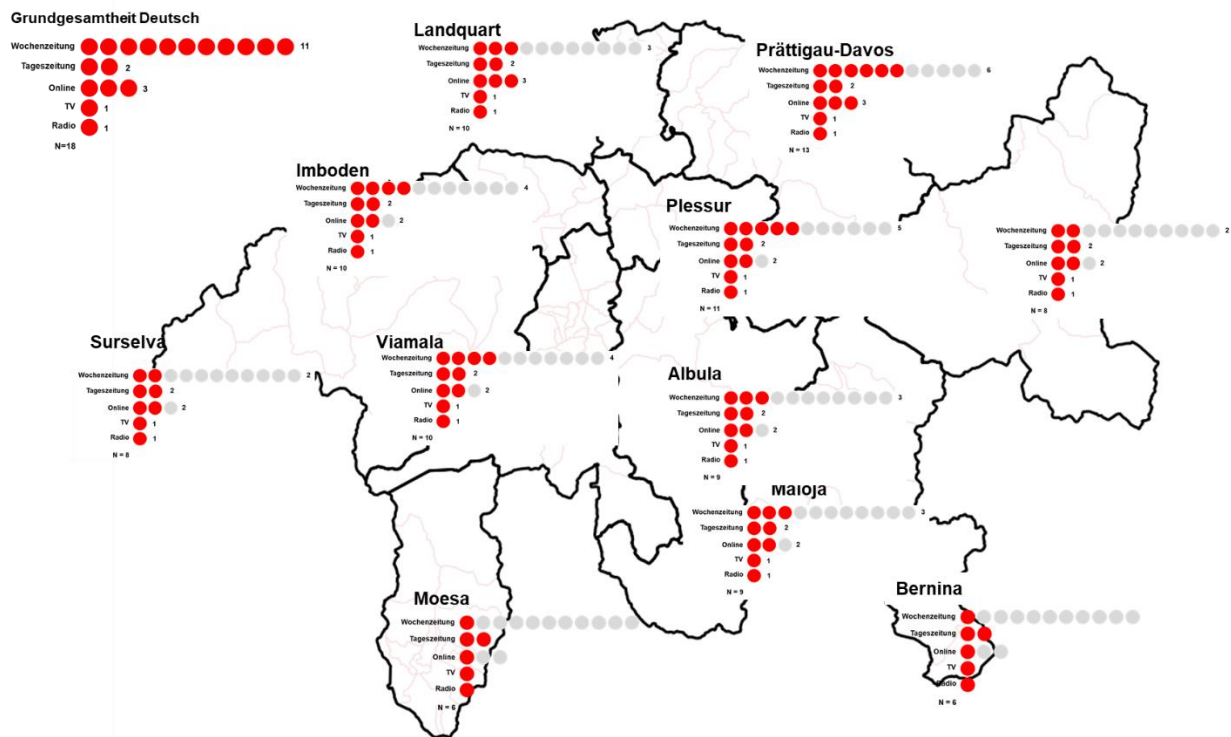 Grundgesamtheit Deutsch
Wochenzeitung 11
Tageszeitung 2
Online 3
TV 1
Radio 1
N=18
Landquart
Wochenzeitung 3
Tageszeitung 2
Online 3
TV 1
Radio 1
N = 10
Prättigau-Davos
Wochenzeitung 6
Tageszeitung 2
Online 3
TV 1
Radio 1
N = 13
Imboden
Wochenzeitung 4
Tageszeitung 2
Online 2
TV 1
Radio 1
N = 10
Plessur
Wochenzeitung 5
Tageszeitung 2
Online 2
TV 1
Radio 1
N = 11
Wochenzeitung 2
Tageszeitung 2
Online 2
TV 1
Radio 1
N = 8
Surselva
Wochenzeitung 2
Tageszeitung 2
Online 2
TV 1
Radio 1
N = 8
Viamala
Wochenzeitung 4
Tageszeitung 2
Online 2
TV 1
Radio 1
N = 10
Albula
Wochenzeitung 3
Tageszeitung 2
Online 2
TV 1
Radio 1
N = 9
Maloja
Wochenzeitung 3
Tageszeitung 2
Online 2
TV 1
Radio 1
N = 9
Moesa
Wochenzeitung
Tageszeitung
Online
TV
Radio
N = 6
Bernina
Wochenzeitung
Tageszeitung
Online
TV
Radio
N = 6